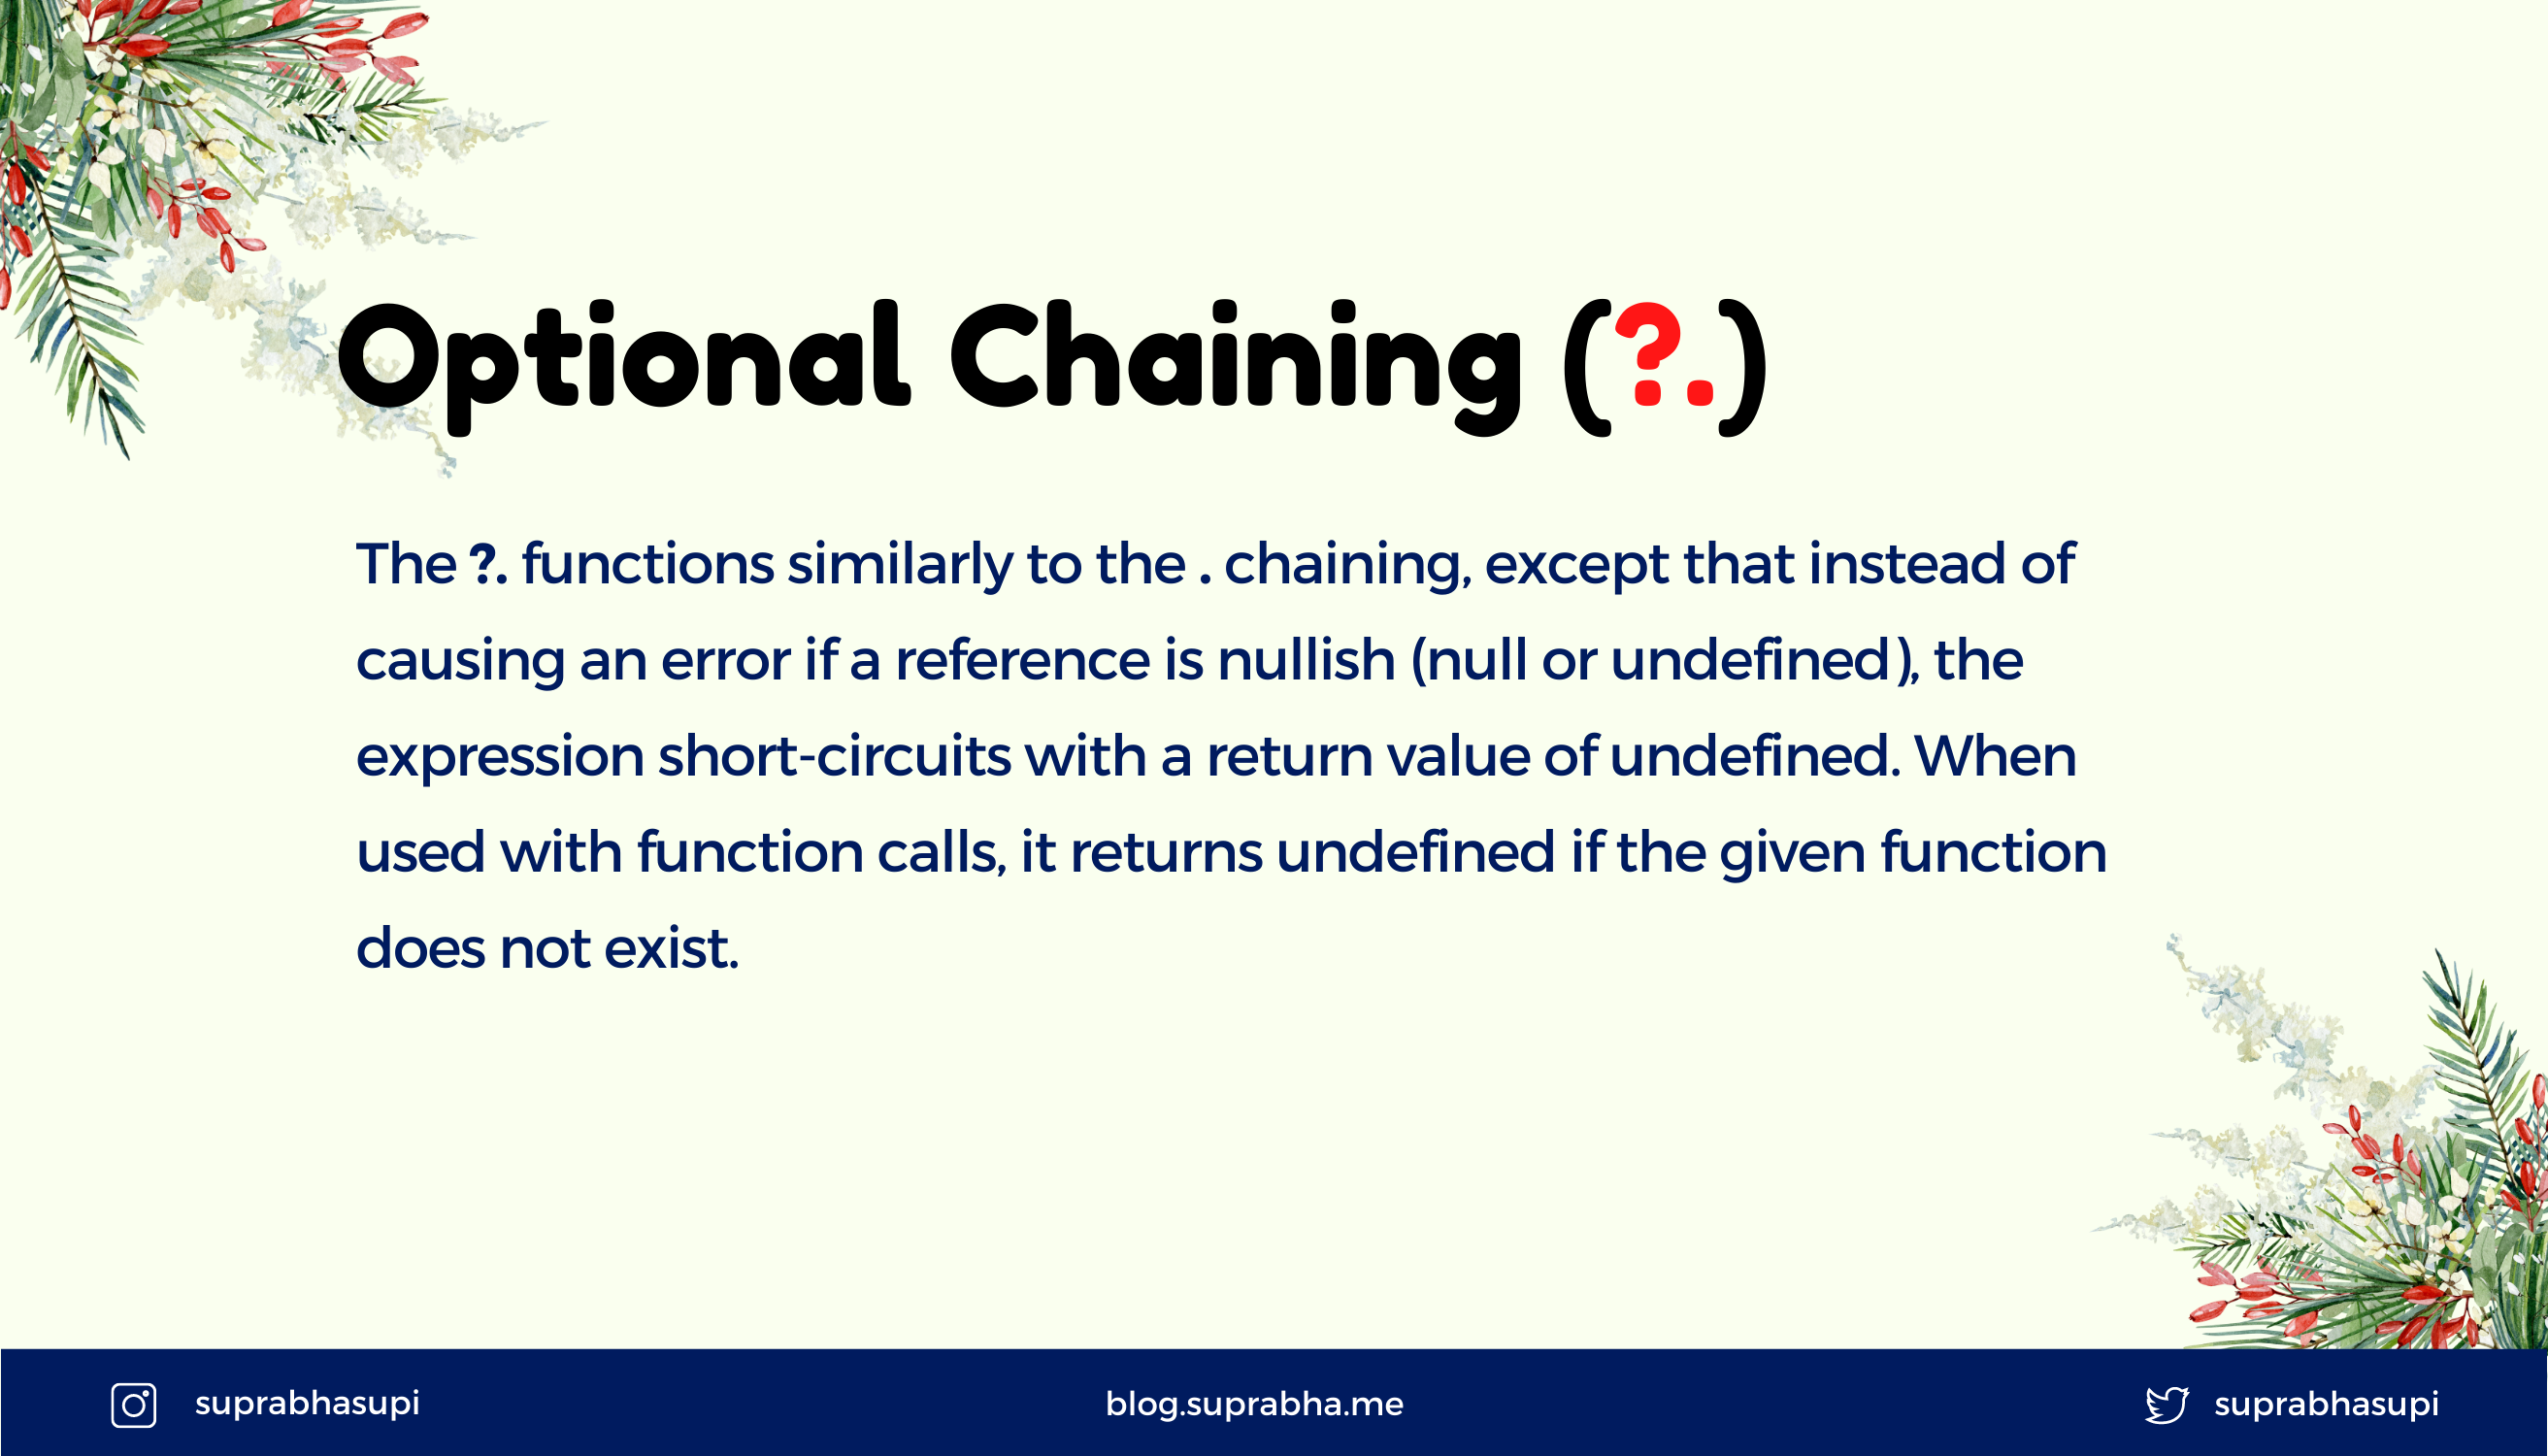 Optional Chaining (?.)
The ?. functions similarly to the . chaining, except that instead of
causing an error if a reference is nullish (null or undefined), the
expression short-circuits with a return value of undefined. When
used with function calls, it returns undefined if the given function
does not exist.
suprabhasupi
blog.suprabha.me
suprabhasupi